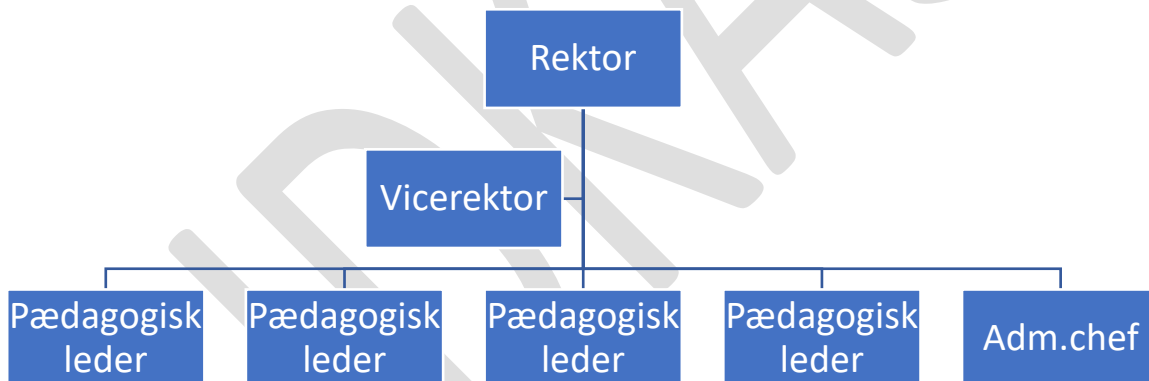 Rektor
Vicerektor
Pædagogisk
leder
Pædagogisk
leder
Pædagogisk
leder
Pædagogisk
leder
Adm.chef